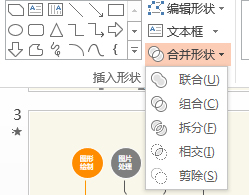 编辑形状
文本框
合并形状
插入形状
联合(U)
组合(C)
拆分(F)
相交(I)
剪除(S)
3
图形
绘制
图片
处理